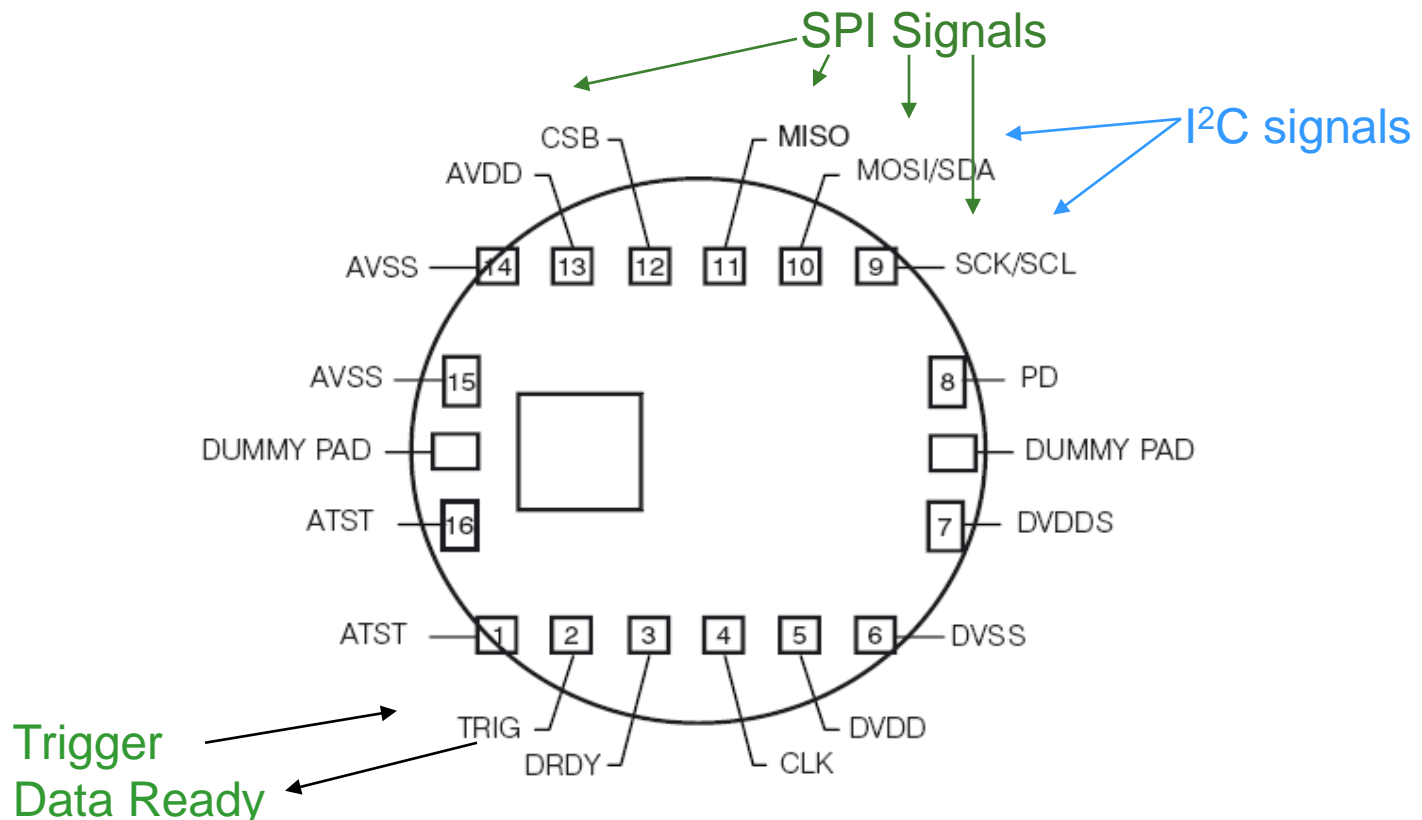 SPI Signals
I²C signals
CSB
MISO
AVDD
MOSI/SDA
AVSS
14
13
12
11
10
9
SCK/SCL
AVSS
15
8
PD
DUMMY PAD
DUMMY PAD
ATST
16
7
DVDDS
ATST
1
2
3
4
5
6
DVSS
TRIG
DVDD
DRDY
CLK
Trigger
Data Ready